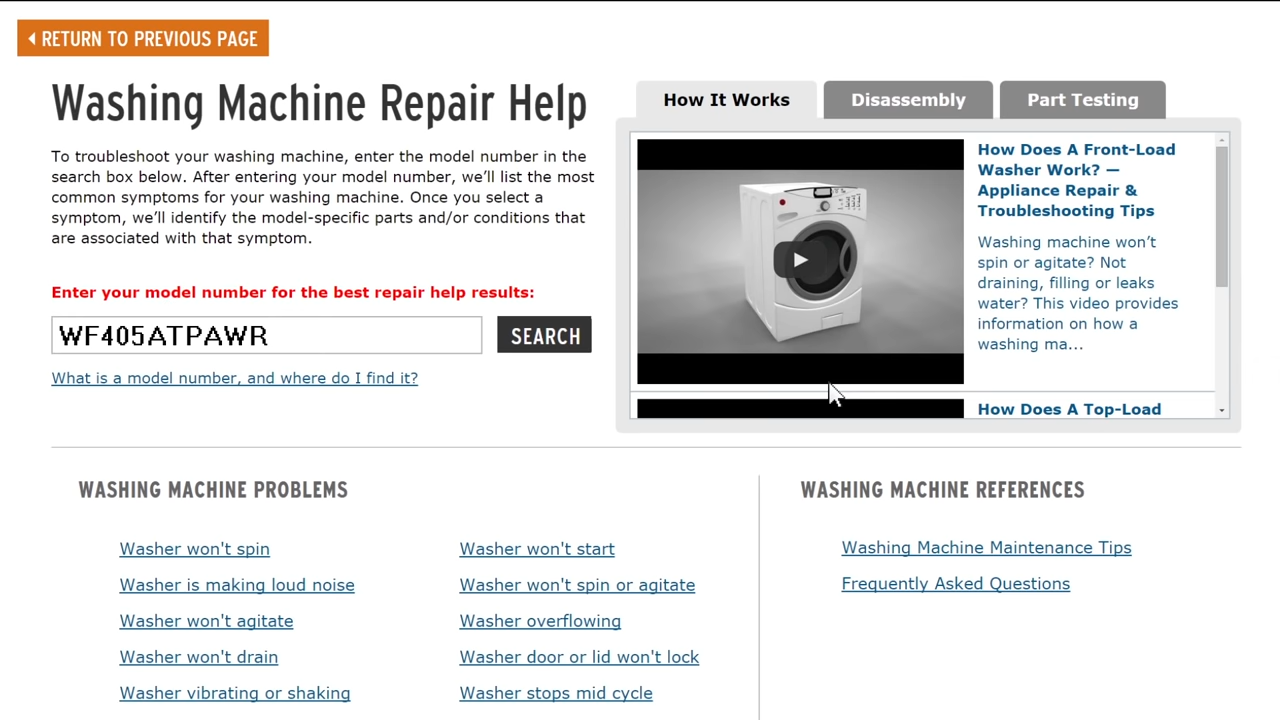 RETURN TO PREVIOUS PAGE
Washing Machine Repair Help
To troubleshoot your washing machine, enter the model number in the
search box below. After entering your model number, we’ll list the most
common symptoms for your washing machine. Once you select a
symptom, we’ll identify the model-specific parts and/or conditions that
are associated with that symptom.
Enter your model number for the best repair help results:
WF405ATPAWR
SEARCH
What is a model number, and where do I find it?
How It Works
Disassembly
Part Testing
How Does A Front-Load
Washer Work? —
Appliance Repair &
Troubleshooting Tips
Washing machine won’t
spin or agitate? Not
draining, filling or leaks
water? This video provides
information on how a
washing ma...
How Does A Top-Load
WASHING MACHINE PROBLEMS
Washer won't spin
Washer is making loud noise
Washer won't agitate
Washer won't drain
Washer vibrating or shaking
Washer won't start
Washer won't spin or agitate
Washer overflowing
Washer door or lid won't lock
Washer stops mid cycle
WASHING MACHINE REFERENCES
Washing Machine Maintenance Tips
Frequently Asked Questions